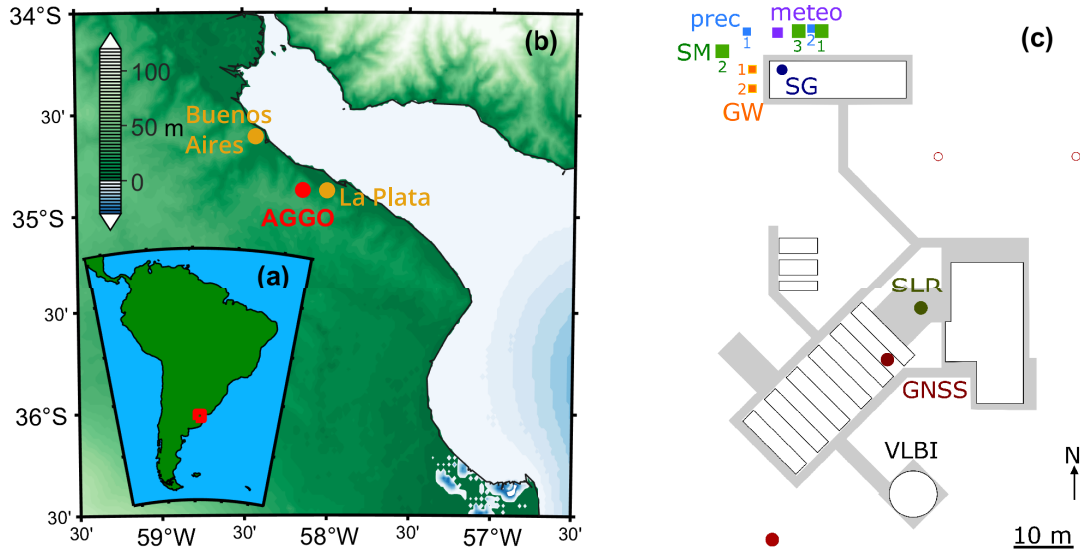 34°S
30'
35°S
30'
36°S
30'
30'
59°W
30'
58°W
30'
57°W
30'
100
50 m
0
(b)
Buenos
Aires
La Plata
AGGO
(a)
(c)
prec
1
meteo
3
2
1
SM
2
1
2
GW
SG
SLR
GNSS
VLBI
N
10 m